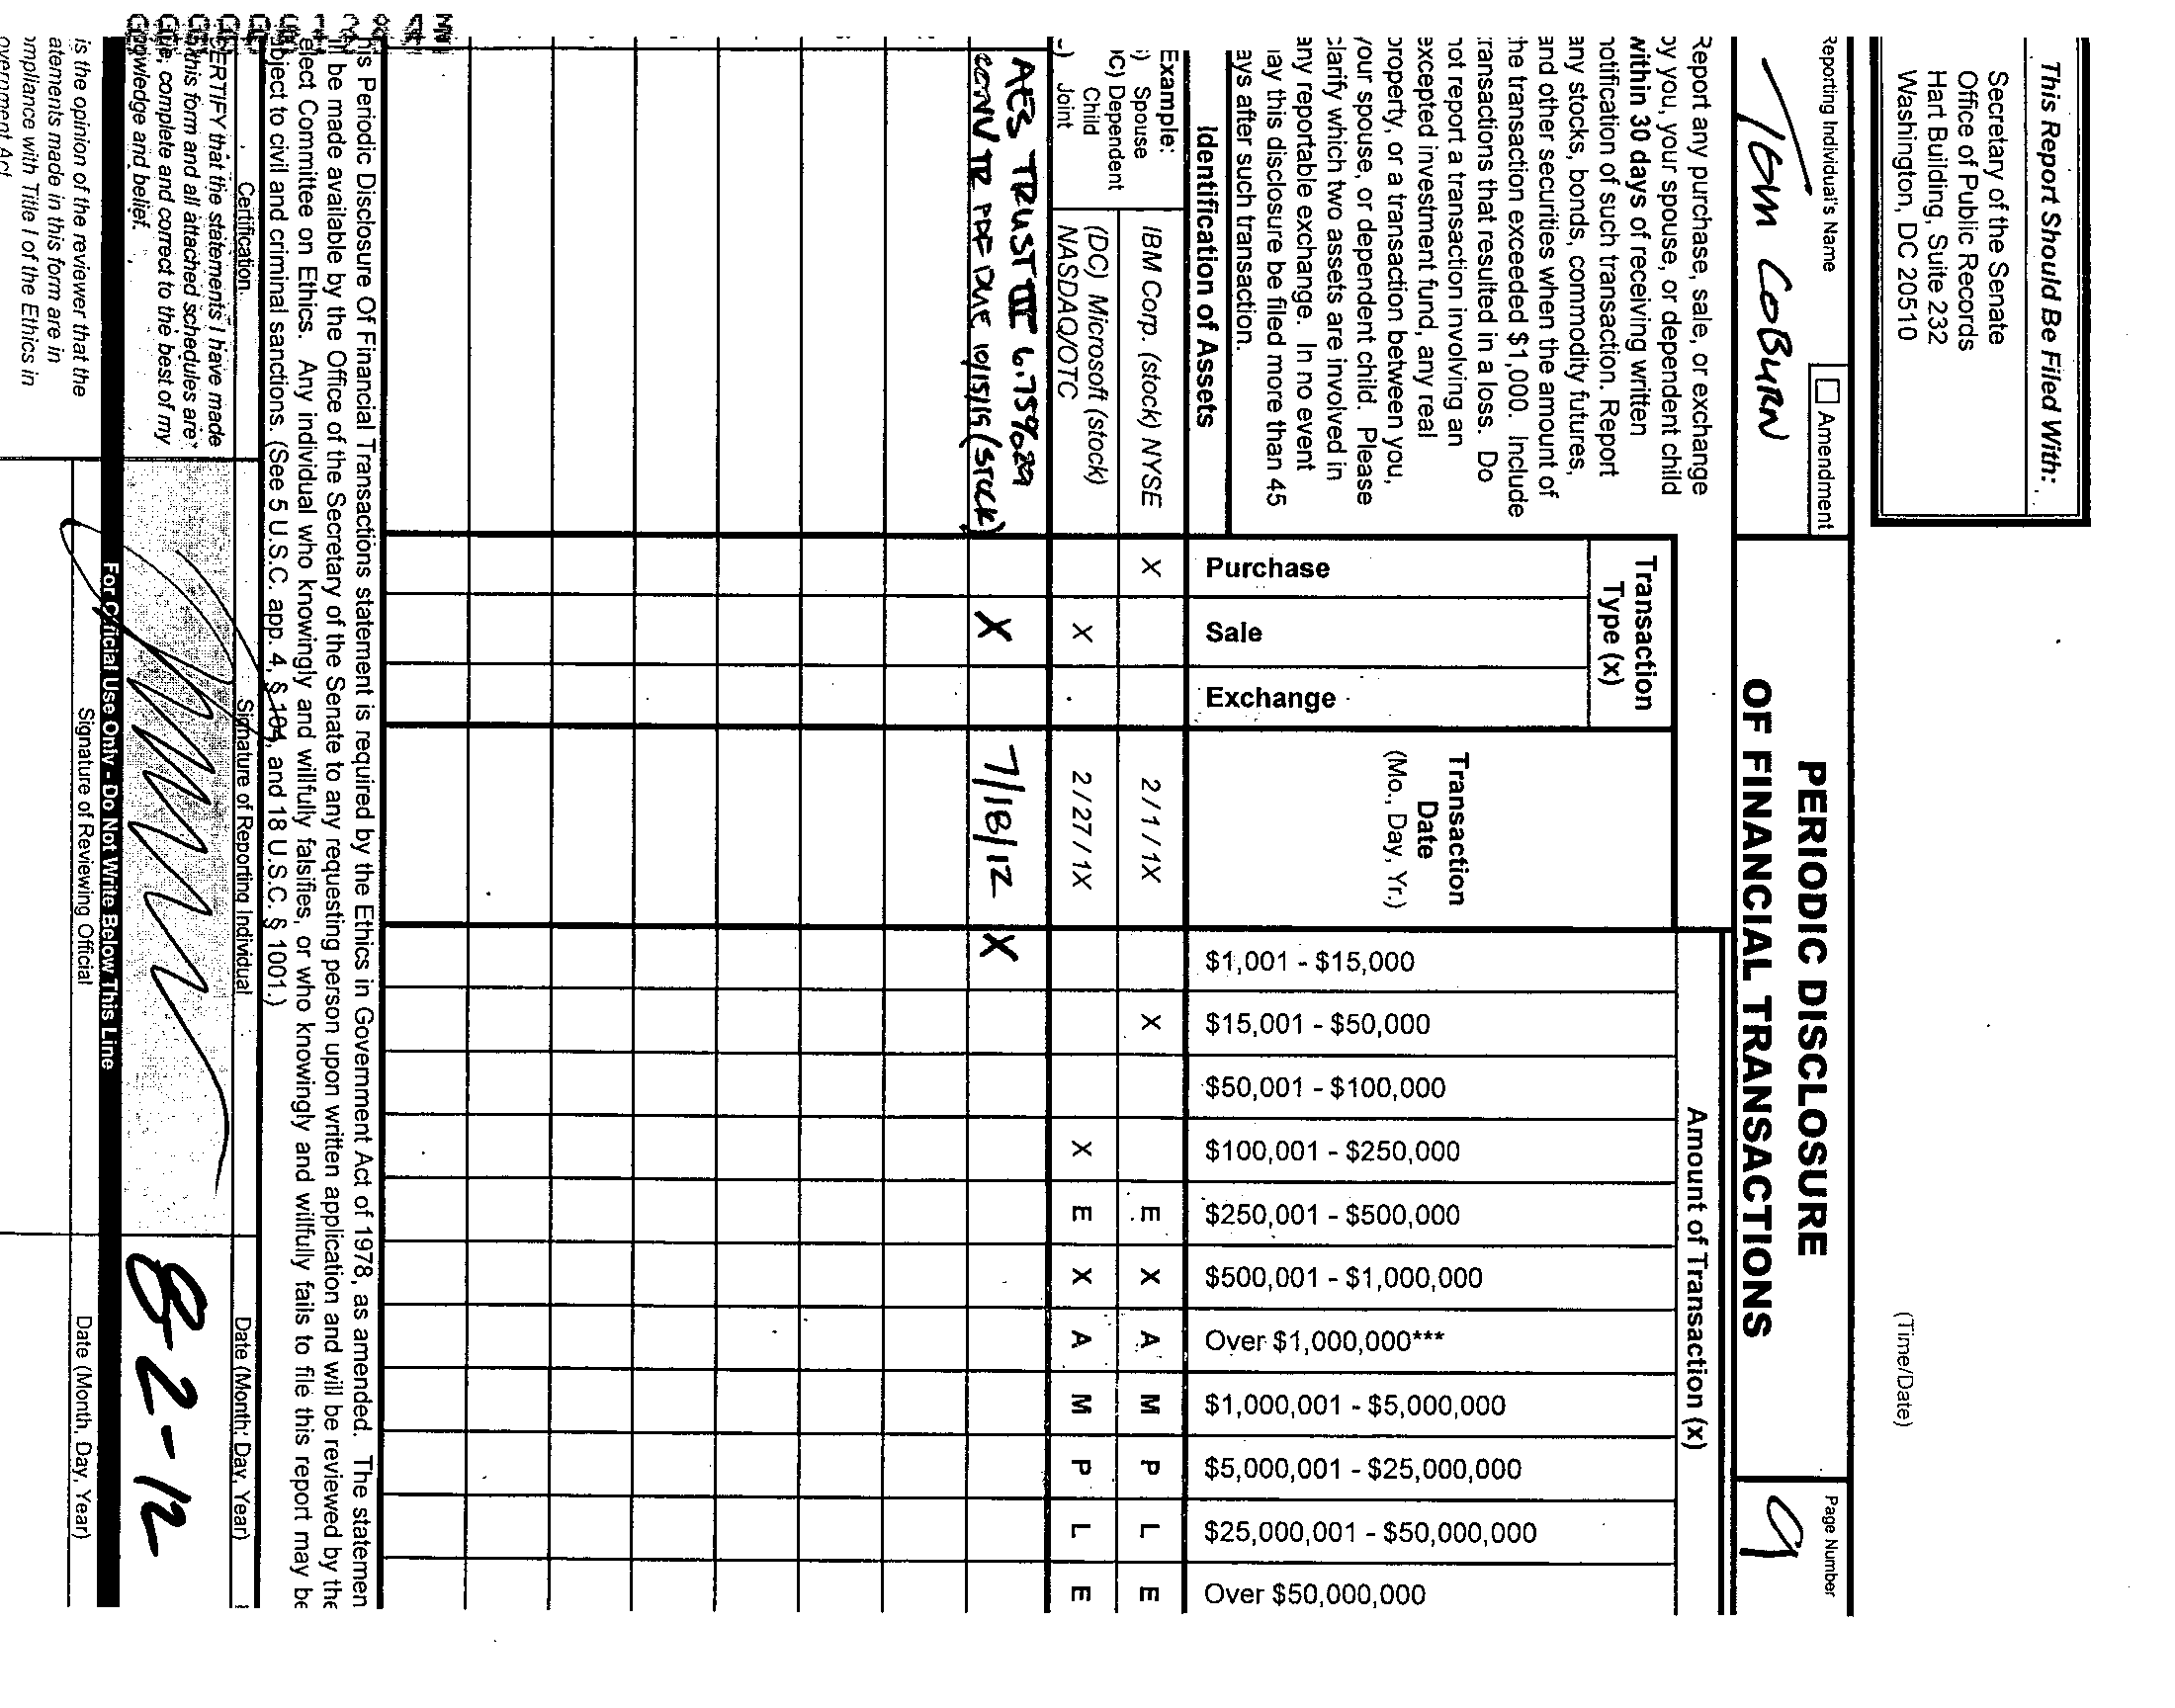 This Report Should Be Filed With:
Secretary of the Senate
Office of Public Records
Hart Building, Suite 232
Washington, DC 20510
(Time/Date)
Reporting Individual's Name
Tom Coburn
Amendment
PERIODIC DISCLOSURE
OF FINANCIAL TRANSACTIONS
Page Number
9
Report any purchase, sale, or exchange
by you, your spouse, or dependent child
within 30 days of receiving written
notification of such transaction. Report
any stocks, bonds, commodity futures,
and other securities when the amount of
the transaction exceeded $1,000. Include
transactions that resulted in a loss. Do
not report a transaction involving an
excepted investment fund, any real
property, or a transaction between you,
your spouse, or dependent child. Please
clarify which two assets are involved in
any reportable exchange. In no event
may this disclosure be filed more than 45
days after such transaction.
Identification of Assets
Transaction
Type (x)
Purchase
Sale
Exchange
Transaction
Date
(Mo., Day, Yr.)
Amount of Transaction (x)
$1,001 - $15,000
$15,001 - $50,000
$50,001 - $100,000
$100,001 - $250,000
$250,001 - $500,000
$500,001 - $1,000,000
Over $1,000,000***
$1,000,001 - $5,000,000
$5,000,001 - $25,000,000
$25,000,001 - $50,000,000
Over $50,000,000
Example:
) Spouse
DC) Dependent
Child
) Joint
IBM Corp. (stock) NYSE X 2/1/1X X E X A M P L E
(DC) Microsoft (stock)
NASDAQ/OTC X 2/27/1X X E X A M P L E
AES TRUST III 6.75% 029
CONV TR PDF DUE 10/15/19 (STOCK) X 7/18/12 X
his Periodic Disclosure Of Financial Transactions statement is required by the Ethics in Government Act of 1978, as amended. The statemen
ll be made available by the Office of the Secretary of the Senate to any requesting person upon written application and will be reviewed by the
elect Committee on Ethics. Any individual who knowingly and willfully falsifies, or who knowingly and willfully fails to file this report may be
bject to civil and criminal sanctions. (See 5 U.S.C. app. 4, § 104, and 18 U.S.C. § 1001.)
Certification
Signature of Reporting Individual
Date (Month, Day, Year)
CERTIFY that the statements I have made
this form and all attached schedules are
true, complete and correct to the best of my
knowledge and belief.
8-2-12
For Official Use Only - Do Not Write Below This Line
is the opinion of the reviewer that the
atements made in this form are in
ompliance with Title I of the Ethics in
overnment Act
Signature of Reviewing Official
Date (Month, Day, Year)